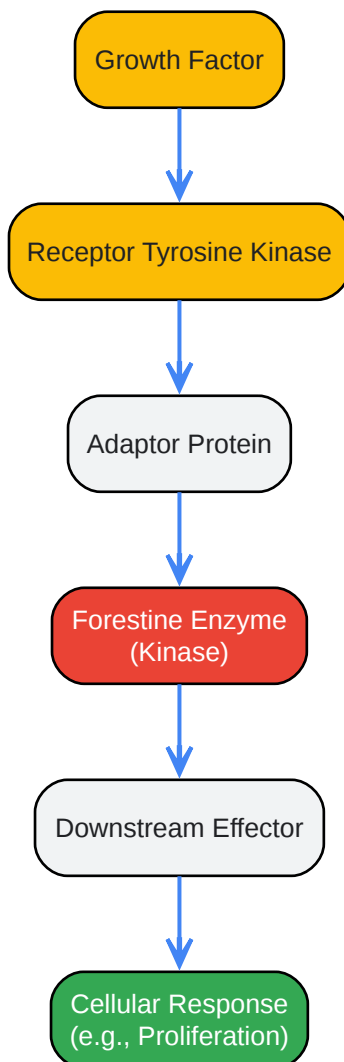 Growth Factor
Receptor Tyrosine Kinase
Adaptor Protein
Forestine Enzyme
(Kinase)
Downstream Effector
Cellular Response
(e.g., Proliferation)